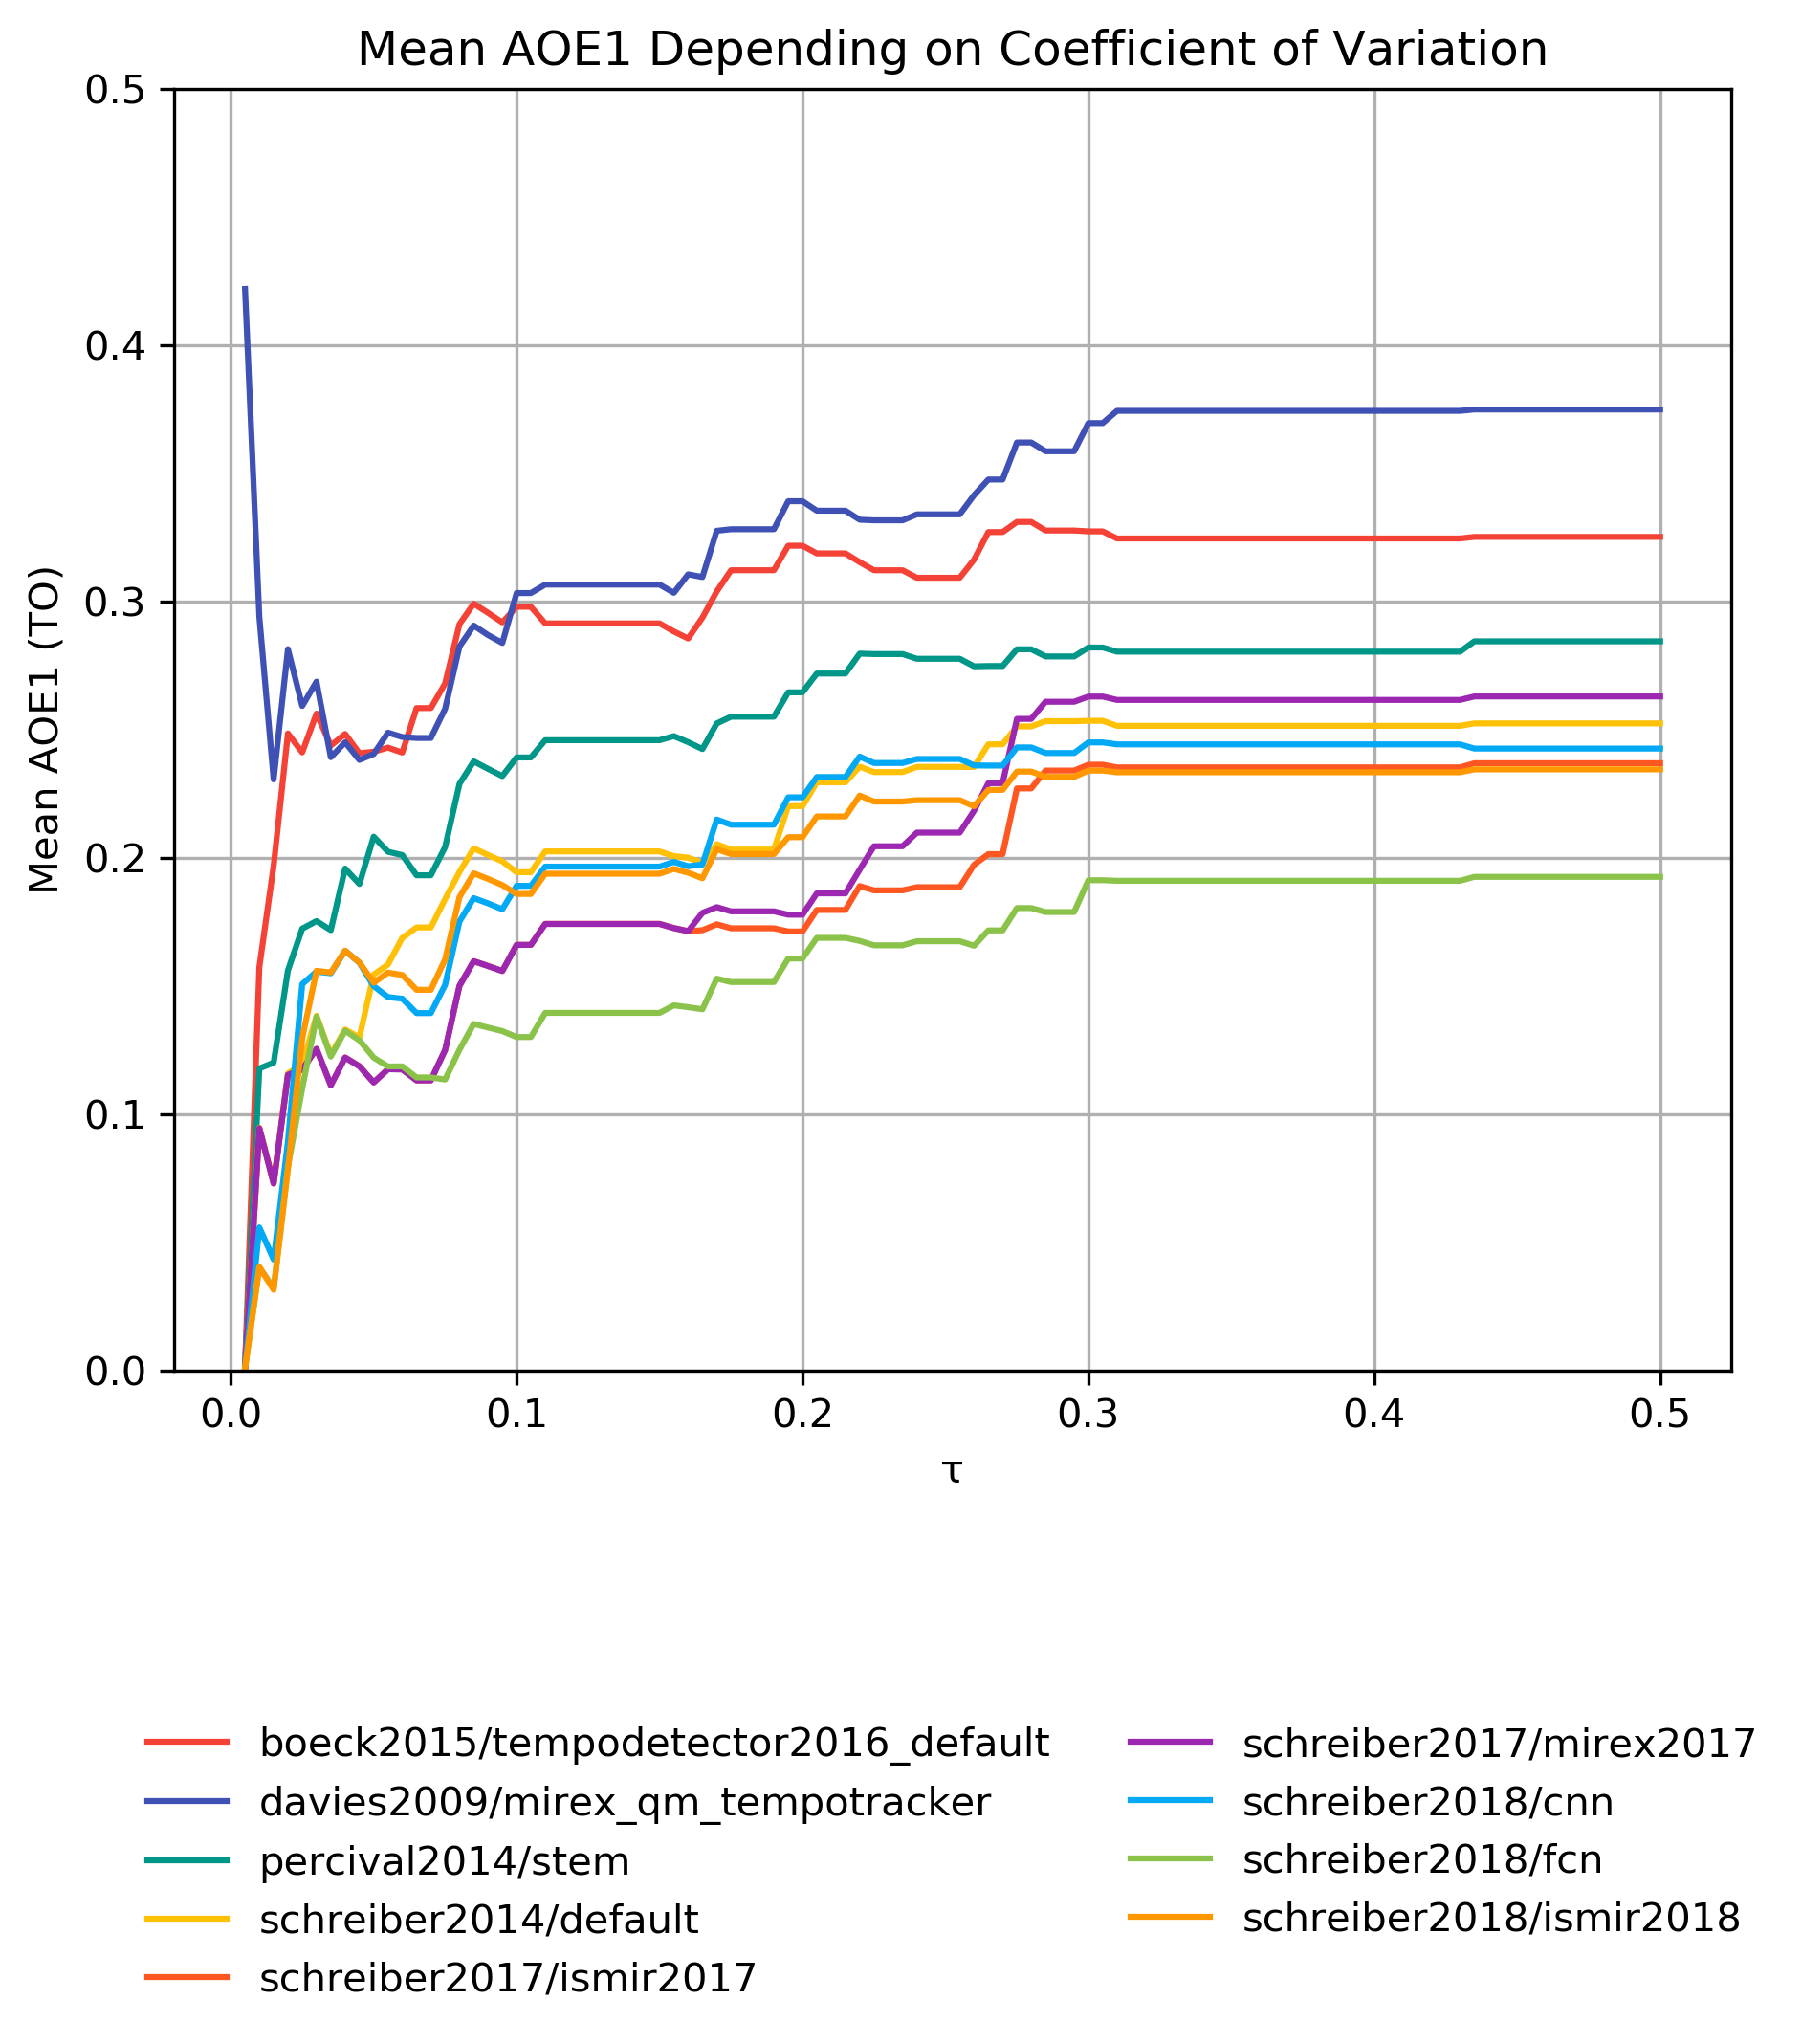 Mean AOE1 Depending on Coefficient of Variation
0.5
0.4
0.3
0.2
0.1
0.0
Mean AOE1 (TO)
0.0 0.1 0.2 0.3 0.4 0.5
τ
boeck2015/tempodetector2016_default
davies2009/mirex_qm_tempotracker
percival2014/stem
schreiber2014/default
schreiber2017/ismir2017
schreiber2017/mirex2017
schreiber2018/cnn
schreiber2018/fcn
schreiber2018/ismir2018